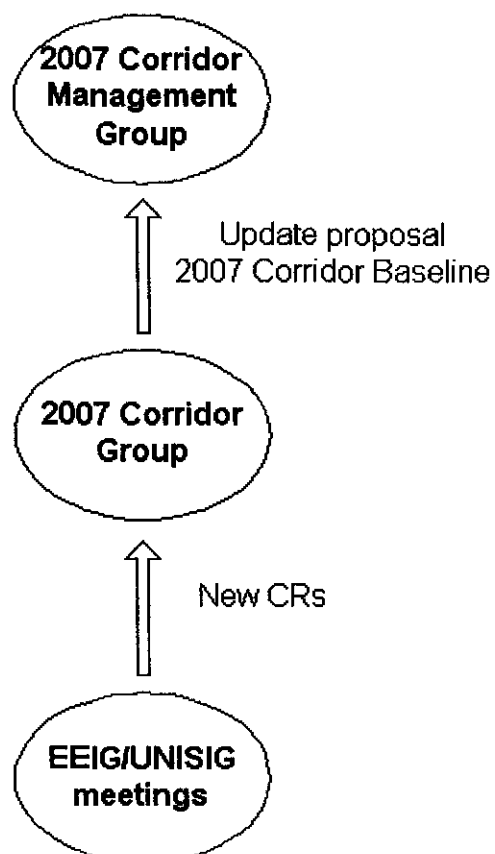 2007 Corridor
Management
Group
Update proposal
2007 Corridor Baseline
2007 Corridor
Group
New CRs
EEIG/UNISIG
meetings